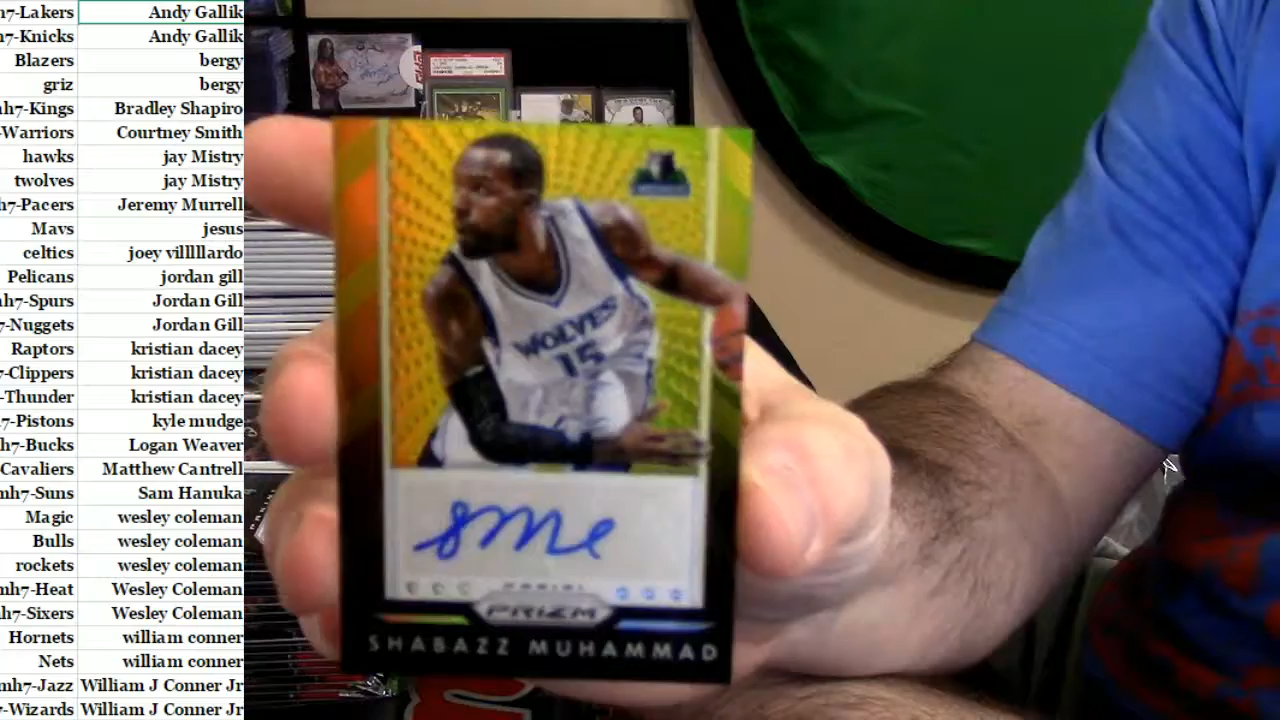 h7-Lakers Andy Gallik
h7-Knicks Andy Gallik
Blazers bergy
griz bergy
h7-Kings Bradley Shapiro
-Warriors Courtney Smith
hawks jay Mistry
twolves jay Mistry
h7-Pacers Jeremy Murrell
Mavs jesus
celtics joey villlllardo
Pelicans jordan gill
h7-Spurs Jordan Gill
7-Nuggets Jordan Gill
Raptors kristian dacey
7-Clippers kristian dacey
-Thunder kristian dacey
7-Pistons kyle mudge
h7-Bucks Logan Weaver
Cavaliers Matthew Cantrell
mh7-Suns Sam Hanuka
Magic wesley coleman
Bulls wesley coleman
rockets wesley coleman
mh7-Heat Wesley Coleman
h7-Sixers Wesley Coleman
Hornets william conner
Nets william conner
mh7-Jazz William J Conner Jr
7-Wizards William J Conner Jr
WOLVES
15
PANINI
PRIZM
SHABAZZ MUHAMMAD